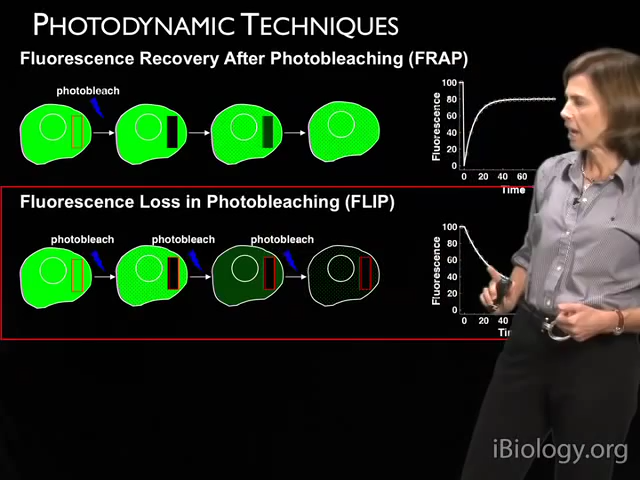 PHOTODYNAMIC TECHNIQUES
Fluorescence Recovery After Photobleaching (FRAP)
photobleach
Fluorescence
100
80
60
40
20
0
0 20 40 60
Time
Fluorescence Loss in Photobleaching (FLIP)
photobleach photobleach photobleach
Fluorescence
100
80
60
40
20
0
0 20 40
iBiology.org